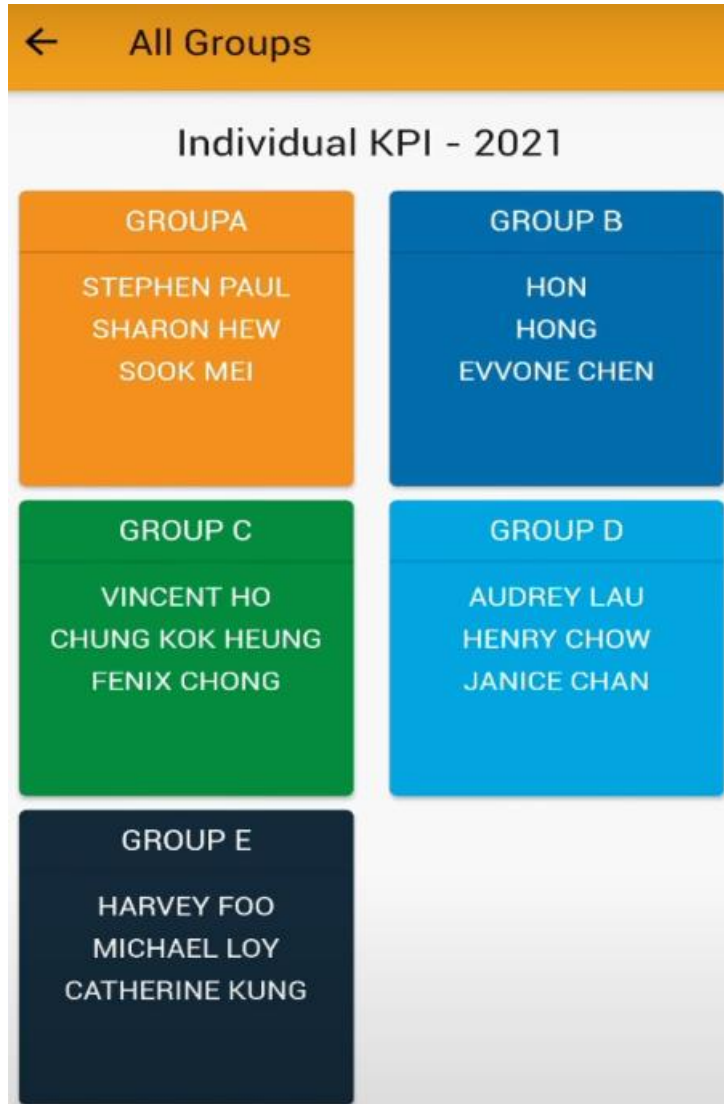 All Groups
Individual KPI - 2021
GROUPA
STEPHEN PAUL
SHARON HEW
SOOK MEI
GROUP B
HON
HONG
EVVONE CHEN
GROUP C
VINCENT HO
CHUNG KOK HEUNG
FENIX CHONG
GROUP D
AUDREY LAU
HENRY CHOW
JANICE CHAN
GROUP E
HARVEY FOO
MICHAEL LOY
CATHERINE KUNG